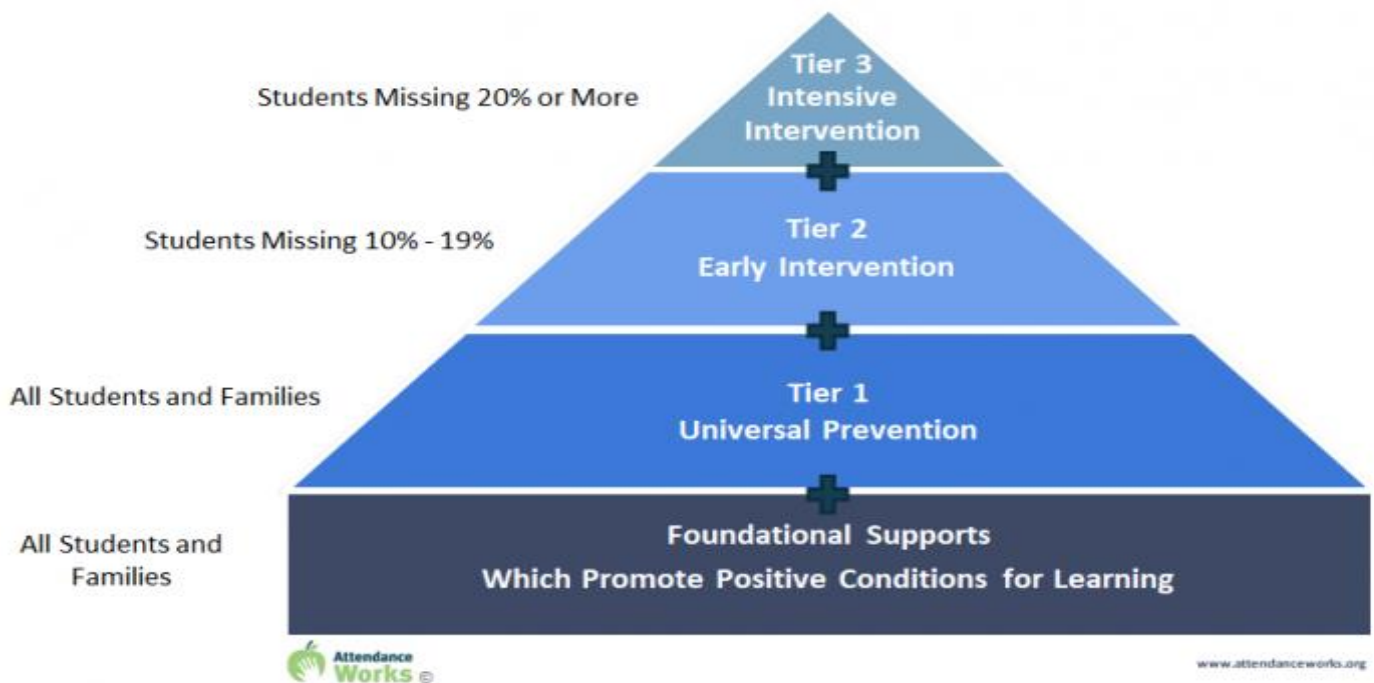 Tier 3
Intensive
Intervention
Students Missing 20% or More
Tier 2
Early Intervention
Students Missing 10% - 19%
Tier 1
Universal Prevention
All Students and Families
Foundational Supports
Which Promote Positive Conditions for Learning
All Students and
Families
Attendance
Works ©
www.attendanceworks.org